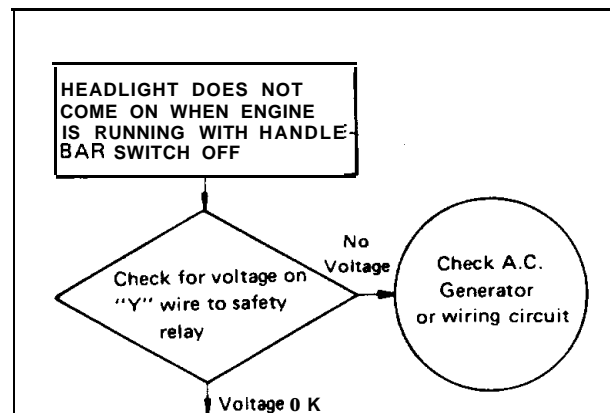 HEADLIGHT DOES NOT
COME ON WHEN ENGINE
IS RUNNING WITH HANDLE-
BAR SWITCH OFF
No
Voltage
Check for voltage on
"Y" wire to safety
relay
Check A.C.
Generator
or wiring circuit
Voltage 0 K